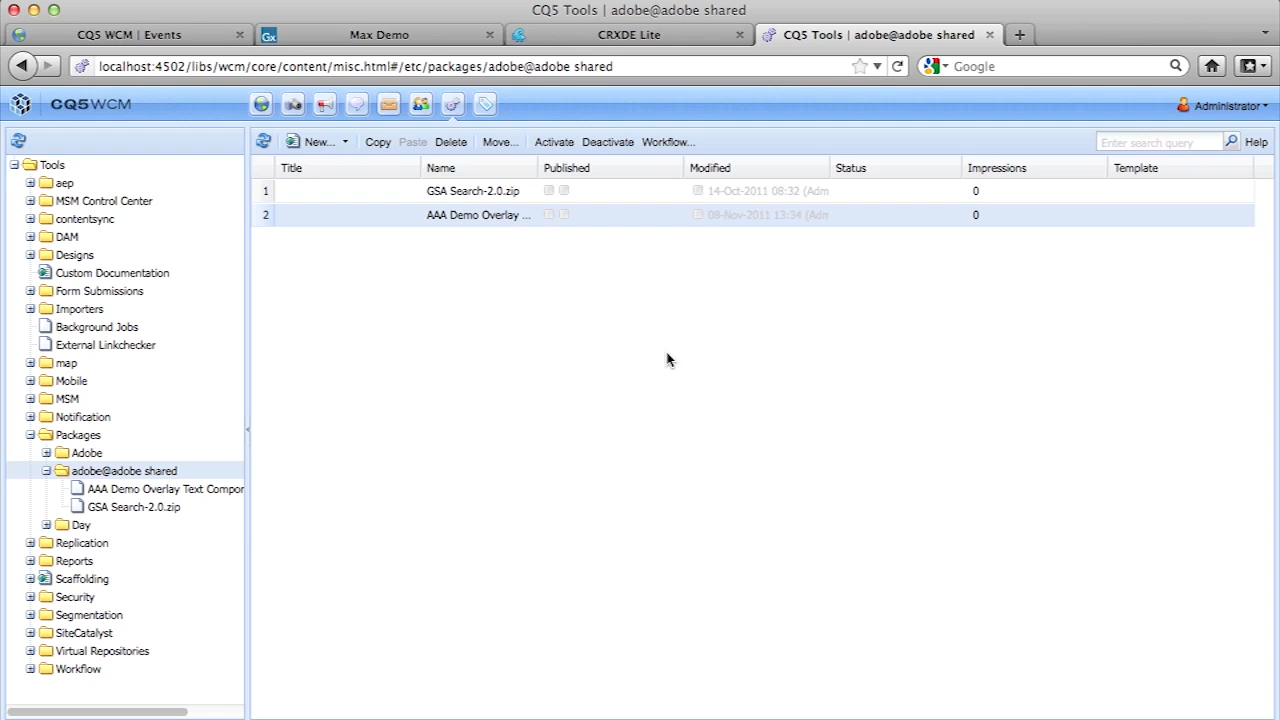 CQ5 Tools | adobe@adobe shared
CQ5 WCM | Events
Max Demo
CRXDE Lite
CQ5 Tools | adobe@adobe shared
localhost:4502/libs/wcm/core/content/misc.html#/etc/packages/adobe@adobe shared
Google
CQ5 WCM
Administrator
New... Copy Paste Delete Move... Activate Deactivate Workflow... Enter search query Help
Title Name Published Modified Status Impressions Template
1 GSA Search-2.0.zip 14-Oct-2011 08:32 (Adm 0
2 AAA Demo Overlay ... 08-Nov-2011 13:34 (Adm 0
Tools
aep
MSM Control Center
contentsync
DAM
Designs
Custom Documentation
Form Submissions
Importers
Background Jobs
External Linkchecker
map
Mobile
MSM
Notification
Packages
Adobe
adobe@adobe shared
AAA Demo Overlay Text Compor
GSA Search-2.0.zip
Day
Replication
Reports
Scaffolding
Security
Segmentation
SiteCatalyst
Virtual Repositories
Workflow